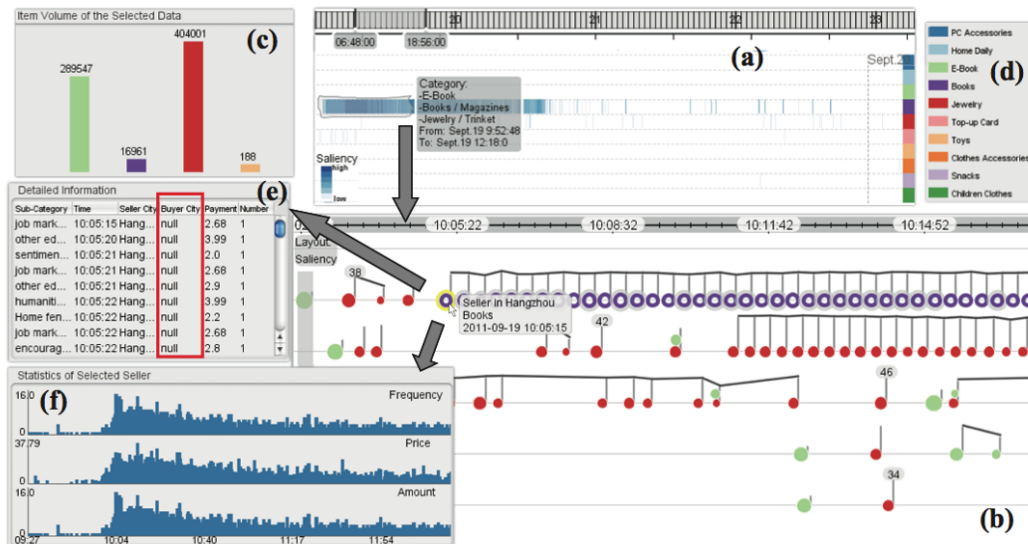 Item Volume of the Selected Data
(c)
404001
289547
16961
188
20
21
22
23
06:48:00
18:56:00
(a)
Sept.20
Category:
-E-Book
-Books / Magazines
-Jewelry / Trinket
From: Sept.19 9:52:48
To: Sept.19 12:18:0
Saliency
high
low
PC Accessories
Home Daily
(d)
E-Book
Books
Jewelry
Top-up Card
Toys
Clothes Accessories
Snacks
Children Clothes
Detailed Information
(e)
Sub-Category Time Seller City Buyer City Payment Number
job mark... 10:05:15 Hang... null 2.68 1
other ed... 10:05:20 Hang... null 3.99 1
sentimen... 10:05:21 Hang... null 2.0 1
job mark... 10:05:21 Hang... null 2.68 1
other ed... 10:05:21 Hang... null 2.9 1
humaniti... 10:05:22 Hang... null 3.99 1
Home fen... 10:05:22 Hang... null 2.2 1
job mark... 10:05:22 Hang... null 2.68 1
encourag... 10:05:22 Hang... null 2.8 1
10:05:22
10:08:32
10:11:42
10:14:52
Layout:
Saliency
38
Seller in Hangzhou
Books
2011-09-19 10:05:15
42
46
34
(b)
Statistics of Selected Seller
(f)
16.0
Frequency
37.79
Price
16.0
Amount
09:27 10:04 10:40 11:17 11:54